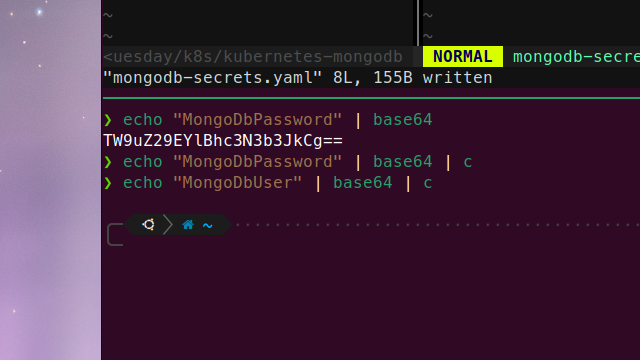 ~ ~
~ ~
<uesday/k8s/kubernetes-mongodb NORMAL mongodb-secre
"mongodb-secrets.yaml" 8L, 155B written
❯ echo "MongoDbPassword" | base64
TW9uZ29EYlBhc3N3b3JkCg==
❯ echo "MongoDbPassword" | base64 | c
❯ echo "MongoDbUser" | base64 | c
~